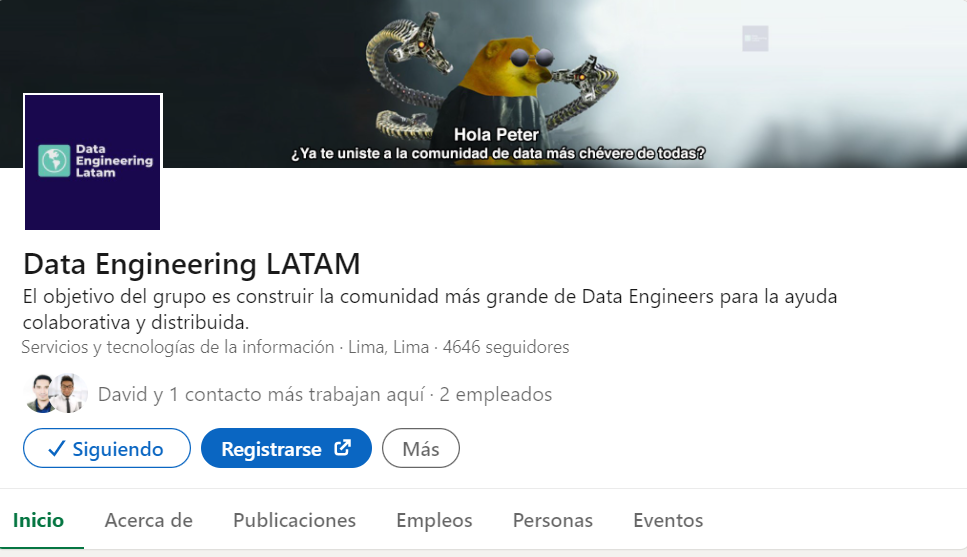 Hola Peter
¿Ya te uniste a la comunidad de data más chévere de todas?
Data
Engineering
Latam
Data Engineering LATAM
El objetivo del grupo es construir la comunidad más grande de Data Engineers para la ayuda
colaborativa y distribuida.
Servicios y tecnologías de la información · Lima, Lima · 4646 seguidores
David y 1 contacto más trabajan aquí · 2 empleados
Siguiendo
Registrarse
Más
Inicio
Acerca de
Publicaciones
Empleos
Personas
Eventos